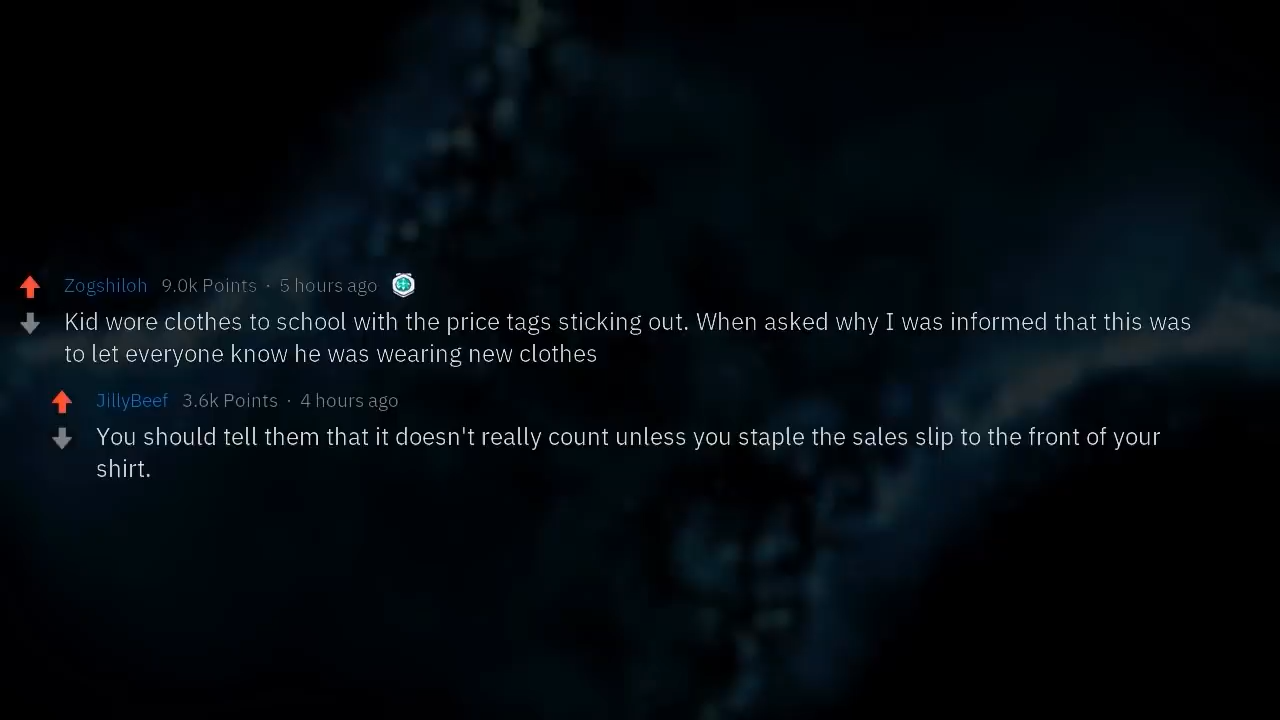 Zogshiloh 9.0k Points · 5 hours ago
Kid wore clothes to school with the price tags sticking out. When asked why I was informed that this was
to let everyone know he was wearing new clothes
JillyBeef 3.6k Points · 4 hours ago
You should tell them that it doesn't really count unless you staple the sales slip to the front of your
shirt.